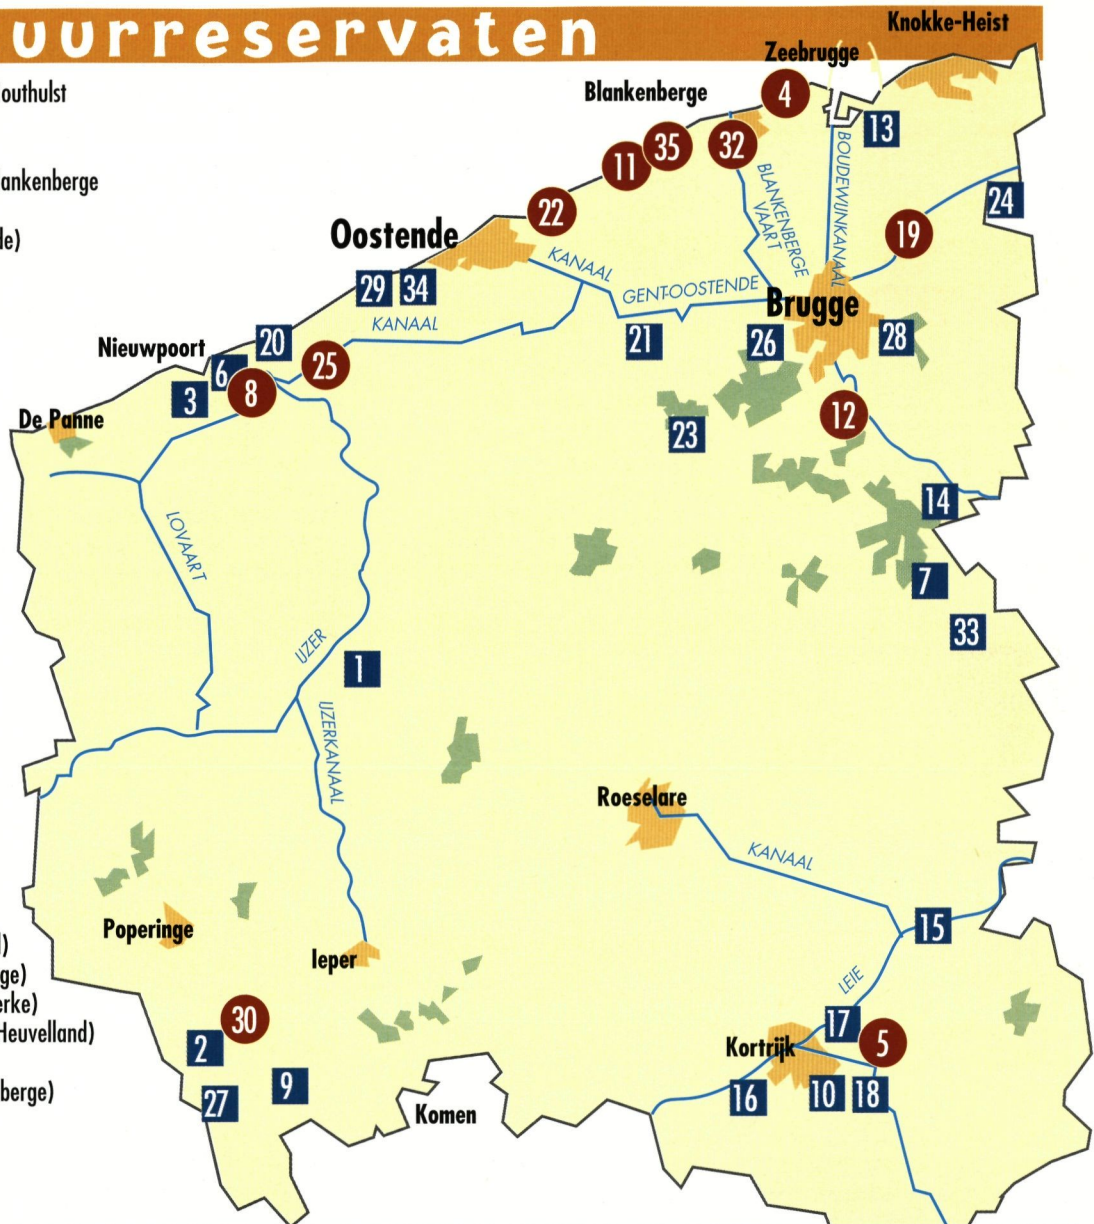 uurreservaten
Knokke-Heist
Zeebrugge
outhulst
Blankenberge
4
13
35
32
11
BOUDEWIJNKANAAL
ankenberge
BLANKENBERGE
VAART
24
22
19
de)
Oostende
KANAAL
GENT-OOSTENDE
29
34
Brugge
KANAAL
21
26
28
20
Nieuwpoort
25
6
8
3
De Panne
12
23
14
LOVAART
7
33
IJZER
1
IJZERKANAAL
Roeselare
KANAAL
15
Poperinge
Ieper
)
ge)
LEIE
erke)
30
17
Heuvelland)
5
2
Kortrijk
berge)
9
10
18
16
27
Komen